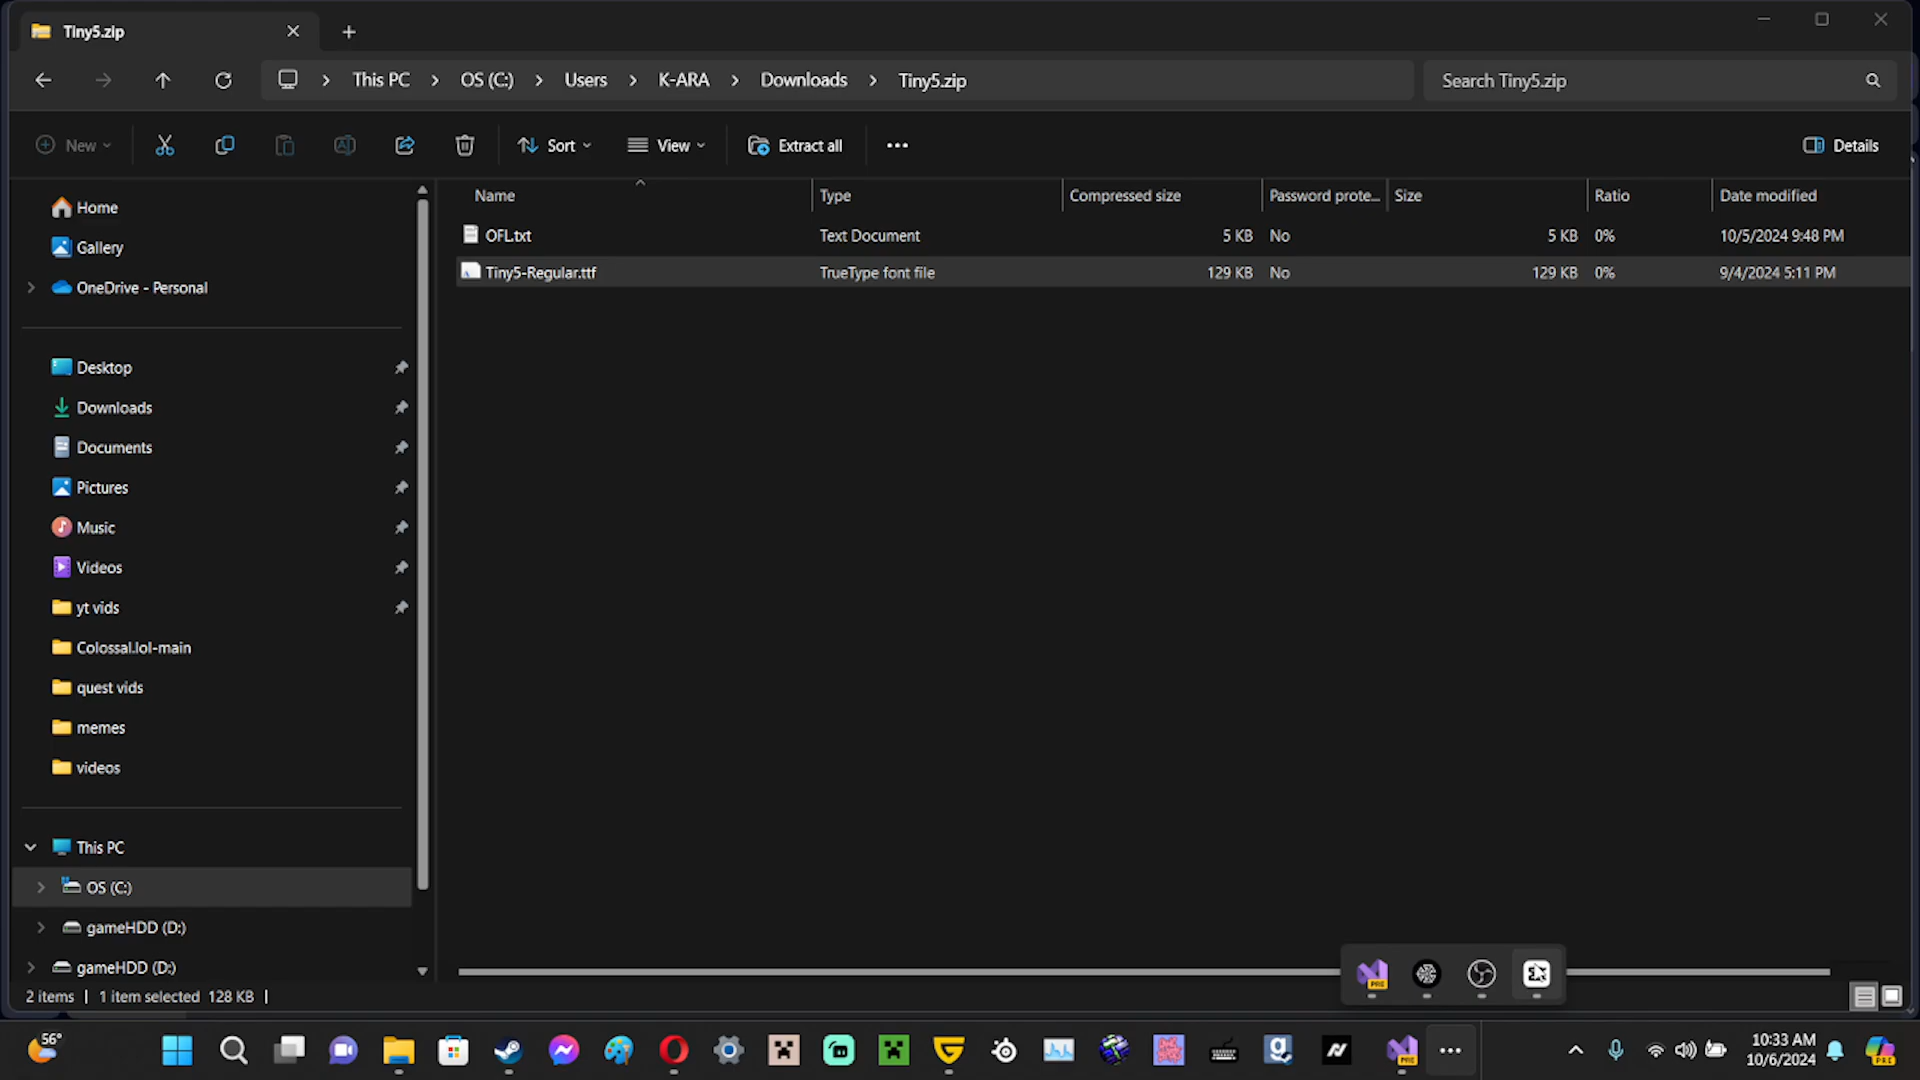 Tiny5.zip
This PC > OS (C:) > Users > K-ARA > Downloads > Tiny5.zip
Search Tiny5.zip
New
Sort
View
Extract all
Details
Name Type Compressed size Password prote... Size Ratio Date modified
OFL.txt Text Document 5 KB No 5 KB 0% 10/5/2024 9:48 PM
Tiny5-Regular.ttf TrueType font file 129 KB No 129 KB 0% 9/4/2024 5:11 PM
Home
Gallery
OneDrive - Personal
Desktop
Downloads
Documents
Pictures
Music
Videos
yt vids
Colossal.lol-main
quest vids
memes
videos
This PC
OS (C:)
gameHDD (D:)
gameHDD (D:)
2 items | 1 item selected 128 KB |
PRE
56°
PRE
10:33 AM
10/6/2024
PRE